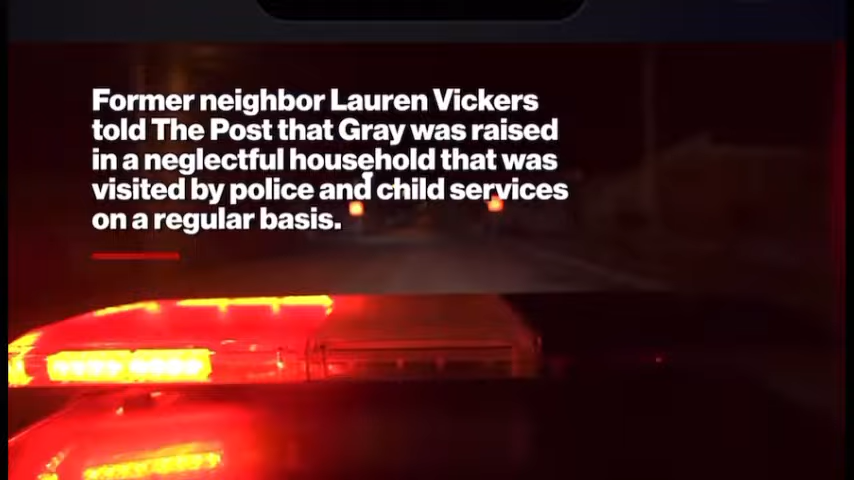 Former neighbor Lauren Vickers
told The Post that Gray was raised
in a neglectful household that was
visited by police and child services
on a regular basis.